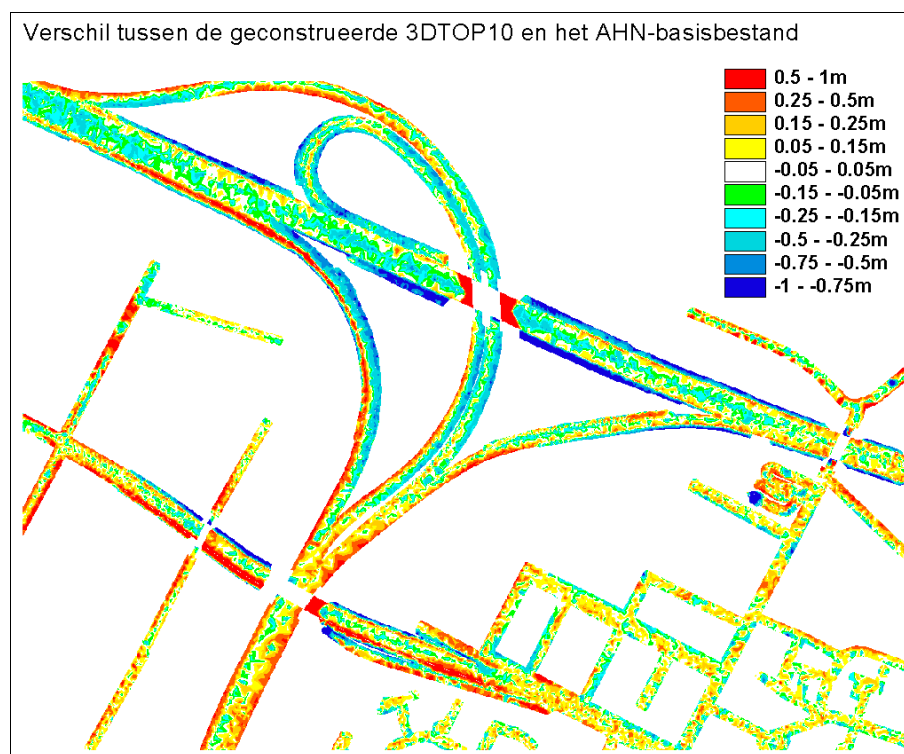 Verschil tussen de geconstrueerde 3DTOP10 en het AHN-basisbestand
0.5 - 1m
0.25 - 0.5m
0.15 - 0.25m
0.05 - 0.15m
-0.05 - 0.05m
-0.15 - -0.05m
-0.25 - -0.15m
-0.5 - -0.25m
-0.75 - -0.5m
-1 - -0.75m